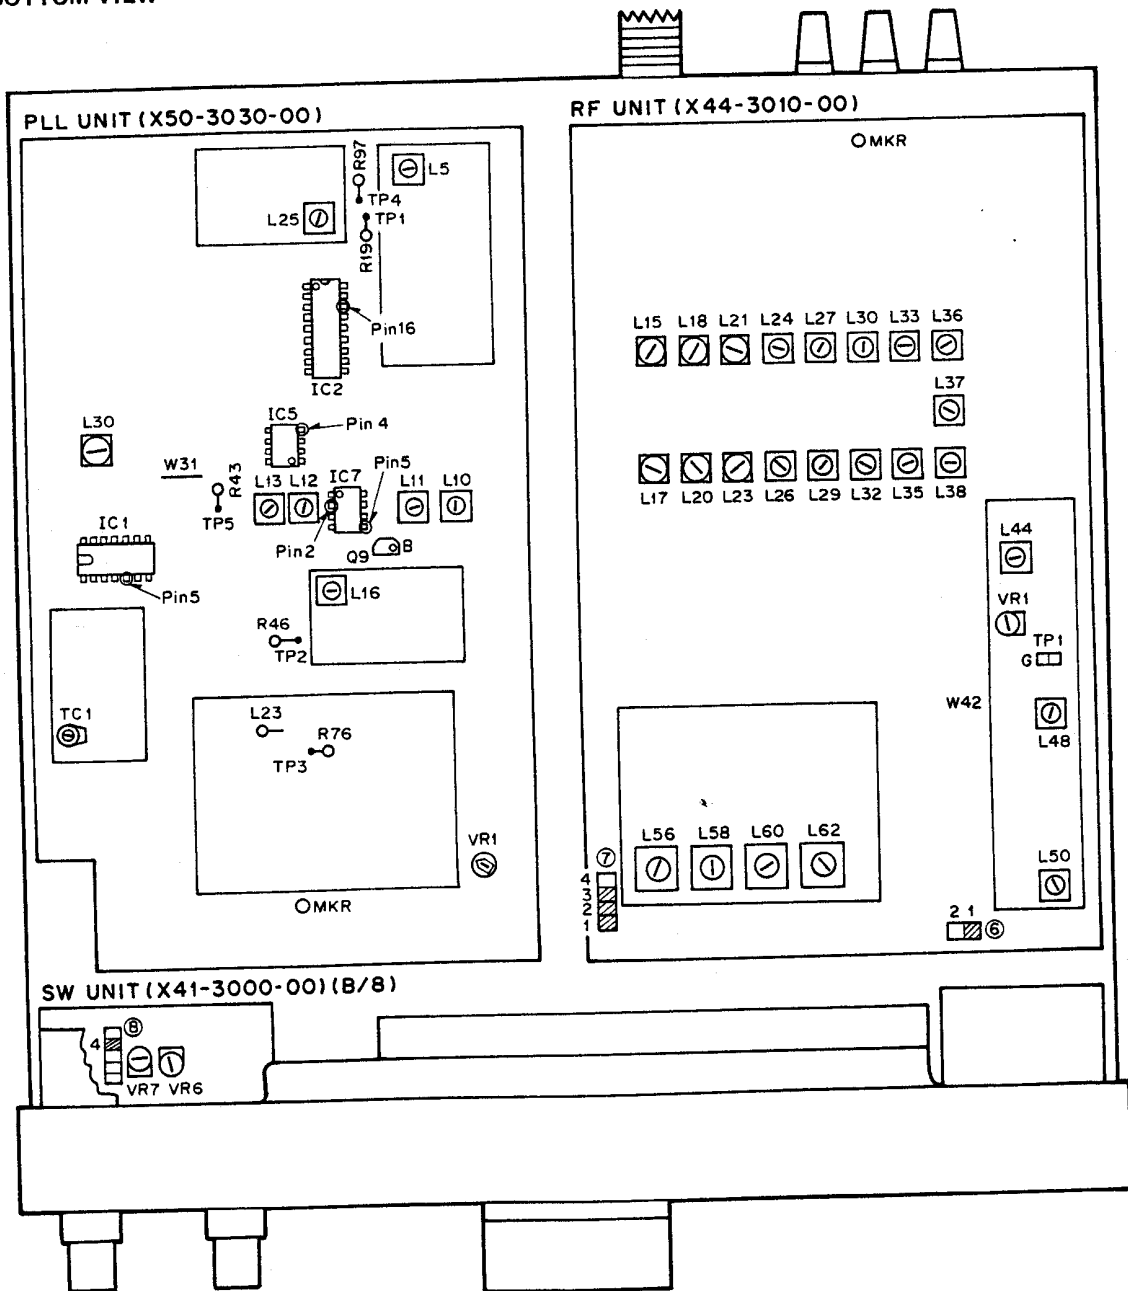 BOTTOM VIEW
PLL UNIT (X50-3030-00)
RF UNIT (X44-3010-00)
MKR
R97
L5
TP4
L25
TP1
R19
Pin16
IC2
L15 L18 L21 L24 L27 L30 L33 L36
L37
L17 L20 L23 L26 L29 L32 L35 L38
L30
IC5
Pin 4
W31
R43
L13 L12 IC7 Pin5 L11 L10
TP5
IC1
Pin2
Q9 B
Pin5
L16
R46
TP2
L44
VR1
TP1
G
W42
L48
TC1
L23
R76
TP3
VR1
MKR
L56 L58 L60 L62
L50
⑦
4
3
2
1
2 1 ⑥
SW UNIT (X41-3000-00) (B/8)
⑧
4
VR7 VR6